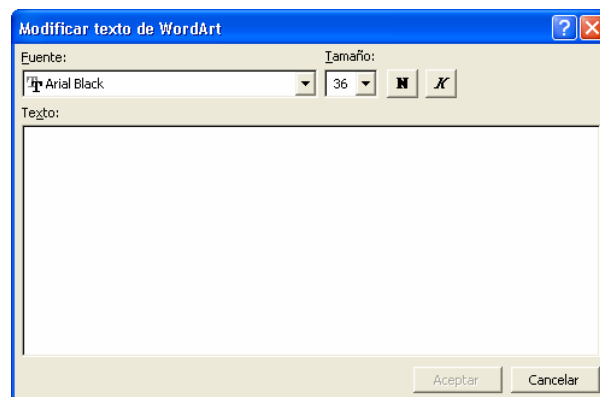 Modificar texto de WordArt
Fuente: Tamaño:
Arial Black 36 N K
Texto:
Aceptar Cancelar